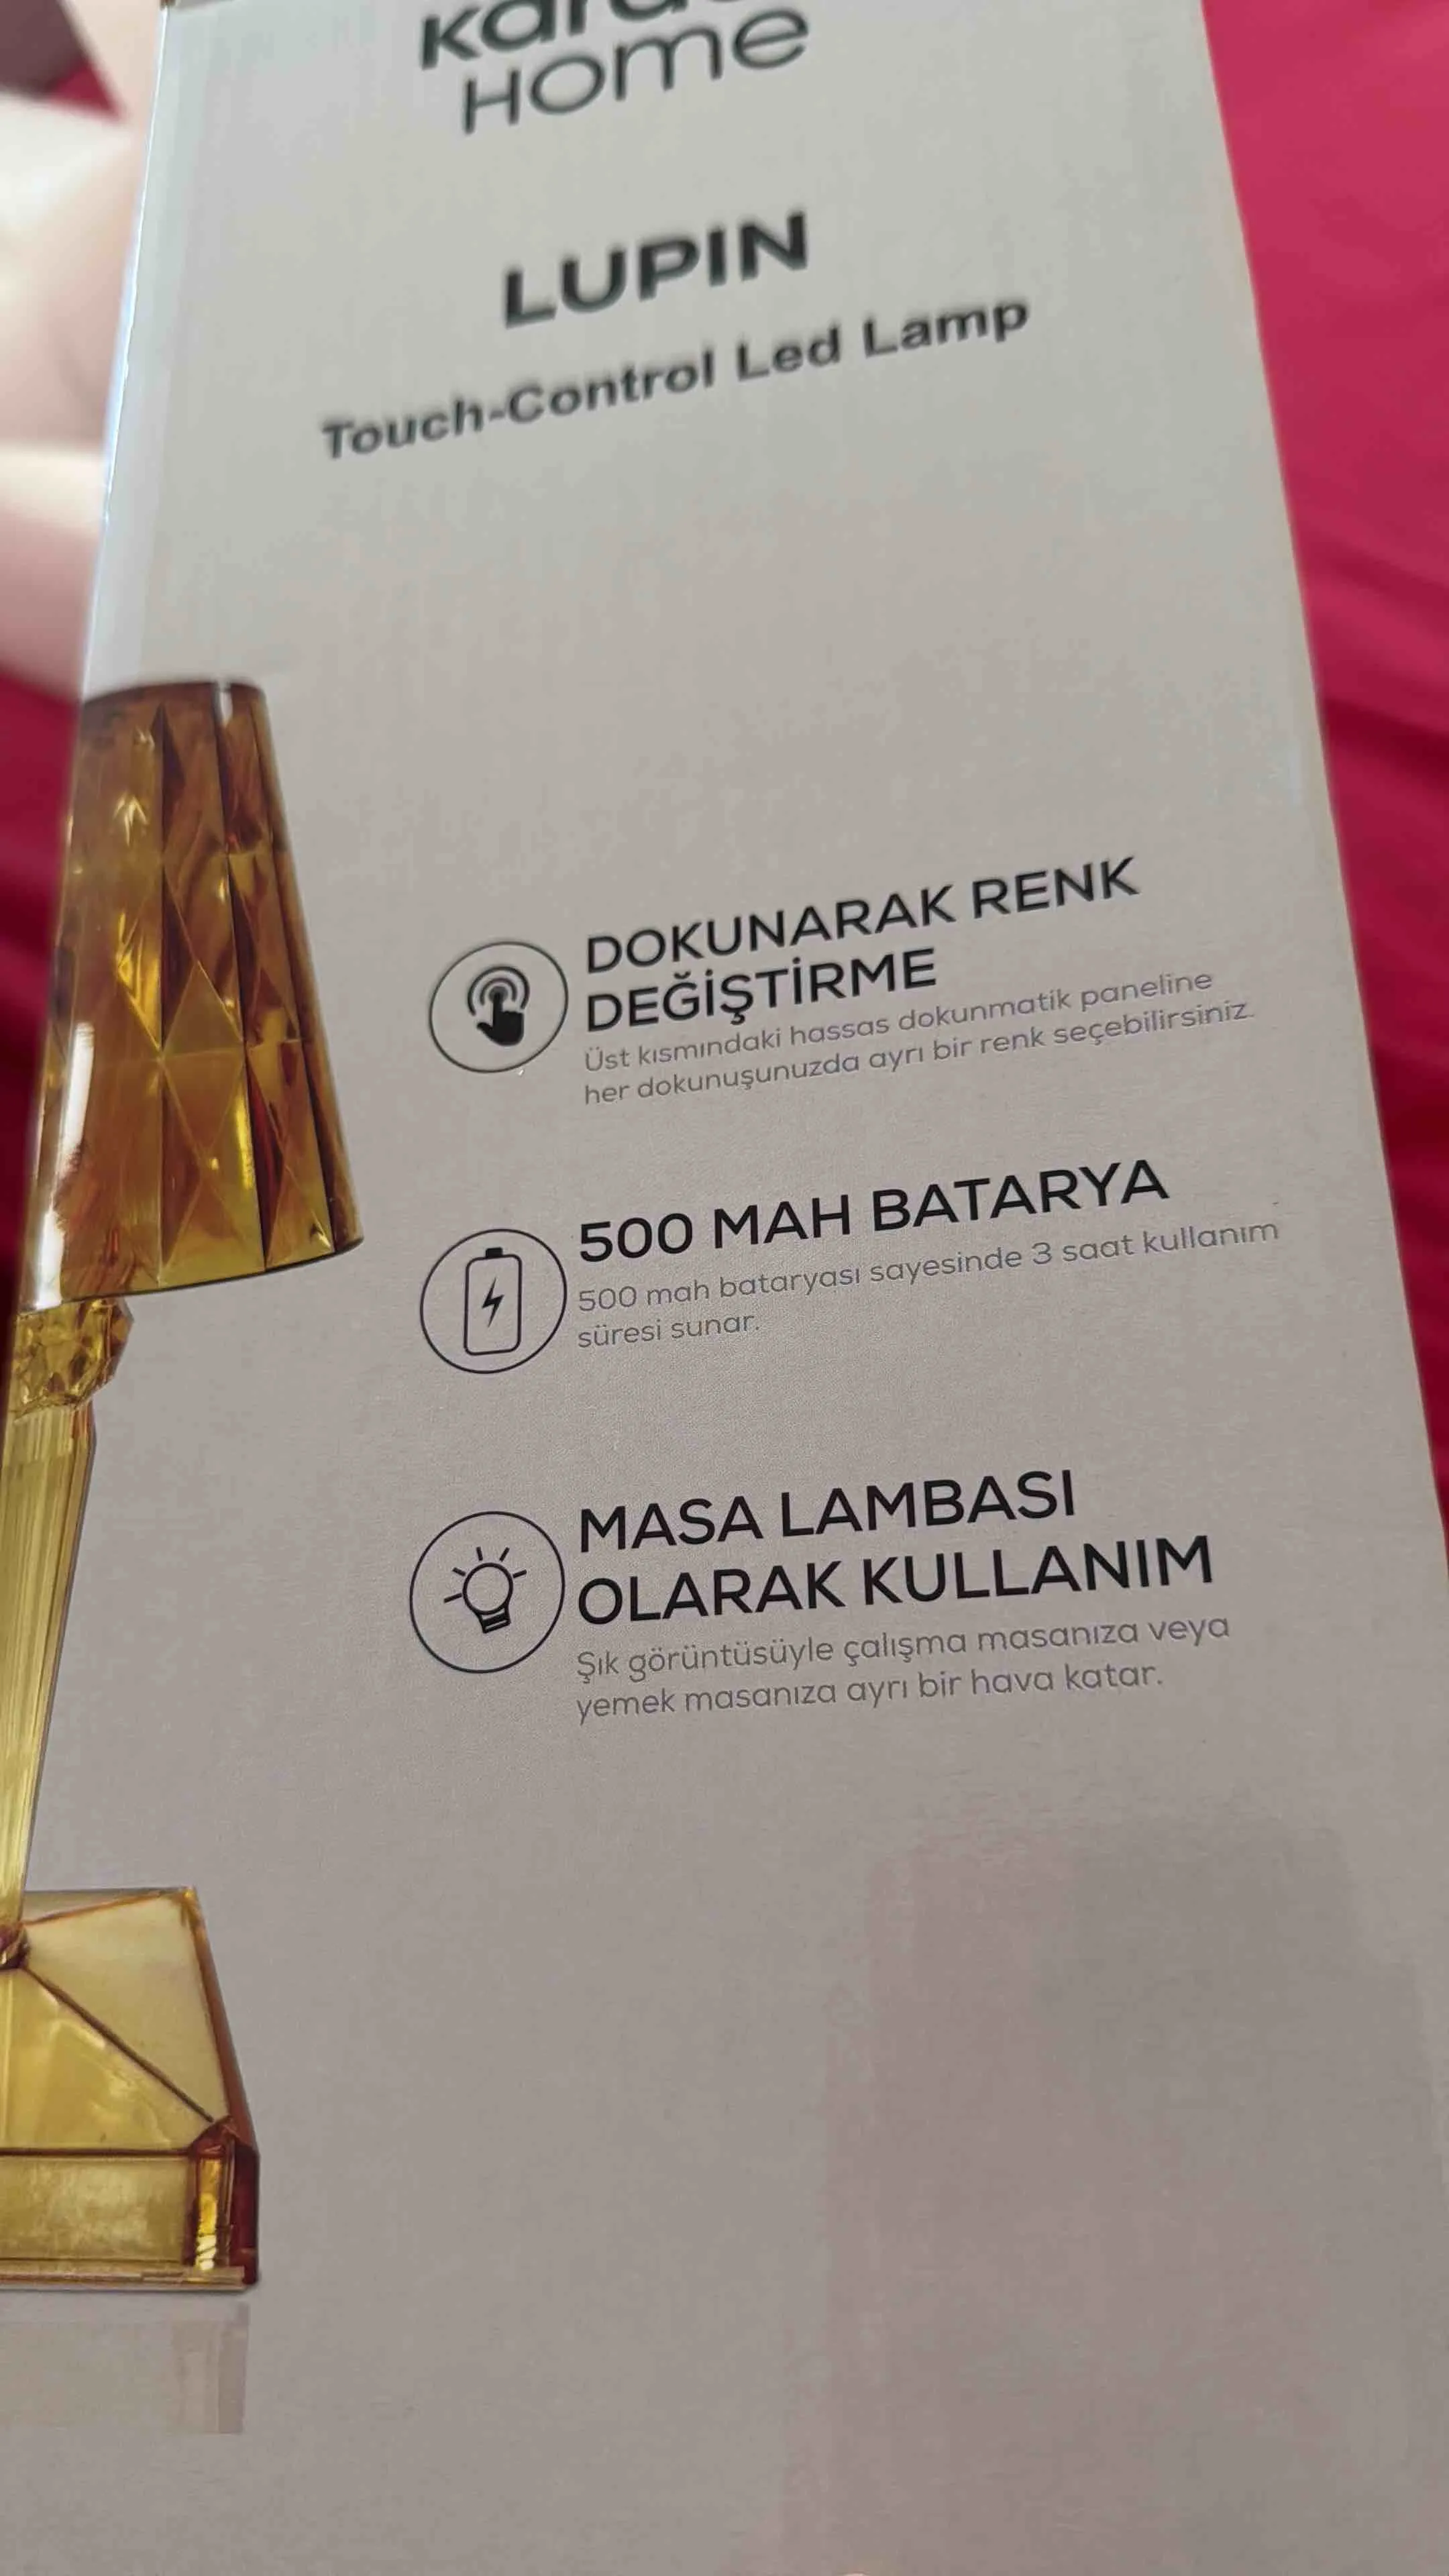 Home
LUPIN
Touch-Control Led Lamp
DOKUNARAK RENK
DEĞİŞTİRME
Üst kısmındaki hassas dokunmatik paneline
her dokunuşunuzda ayrı bir renk seçebilirsiniz.
500 MAH BATARYA
500 mah bataryası sayesinde 3 saat kullanım
süresi sunar.
MASA LAMBASI
OLARAK KULLANIM
Şık görüntüsüyle çalışma masanıza veya
yemek masanıza ayrı bir hava katar.